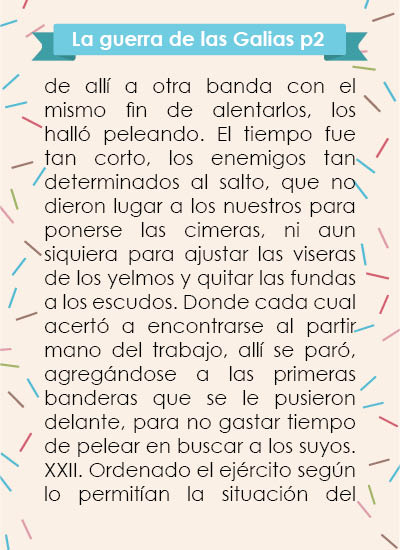 La guerra de las Galias p2
de allí a otra banda con el
mismo fin de alentarlos, los
halló peleando. El tiempo fue
tan corto, los enemigos tan
determinados al salto, que no
dieron lugar a los nuestros para
ponerse las cimeras, ni aun
siquiera para ajustar las viseras
de los yelmos y quitar las fundas
a los escudos. Donde cada cual
acertó a encontrarse al partir
mano del trabajo, allí se paró,
agregándose a las primeras
banderas que se le pusieron
delante, para no gastar tiempo
de pelear en buscar a los suyos.
XXII. Ordenado el ejército según
lo permitían la situación del